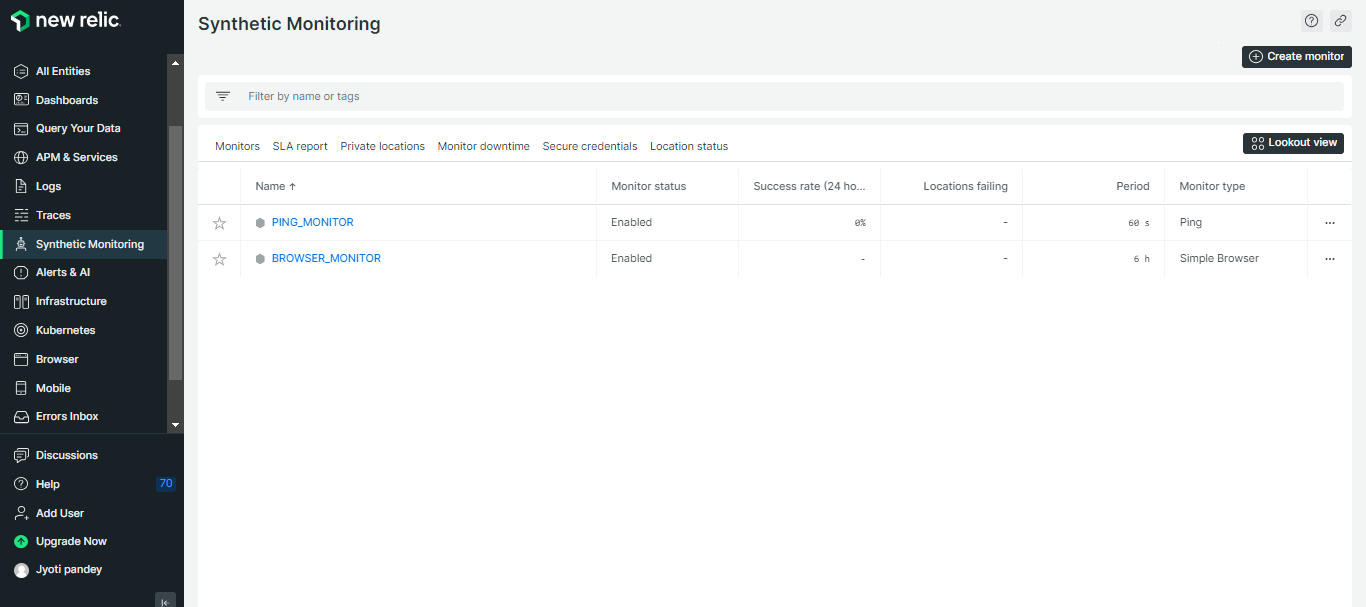 new relic.
Synthetic Monitoring
Create monitor
All Entities
Dashboards
Query Your Data
APM & Services
Logs
Traces
Synthetic Monitoring
Alerts & AI
Infrastructure
Kubernetes
Browser
Mobile
Errors Inbox
Discussions
Help 70
Add User
Upgrade Now
Jyoti pandey
Filter by name or tags
Monitors SLA report Private locations Monitor downtime Secure credentials Location status Lookout view
Name ↑ Monitor status Success rate (24 ho... Locations failing Period Monitor type
PING_MONITOR Enabled 0% - 60 s Ping ...
BROWSER_MONITOR Enabled - - 6 h Simple Browser ...